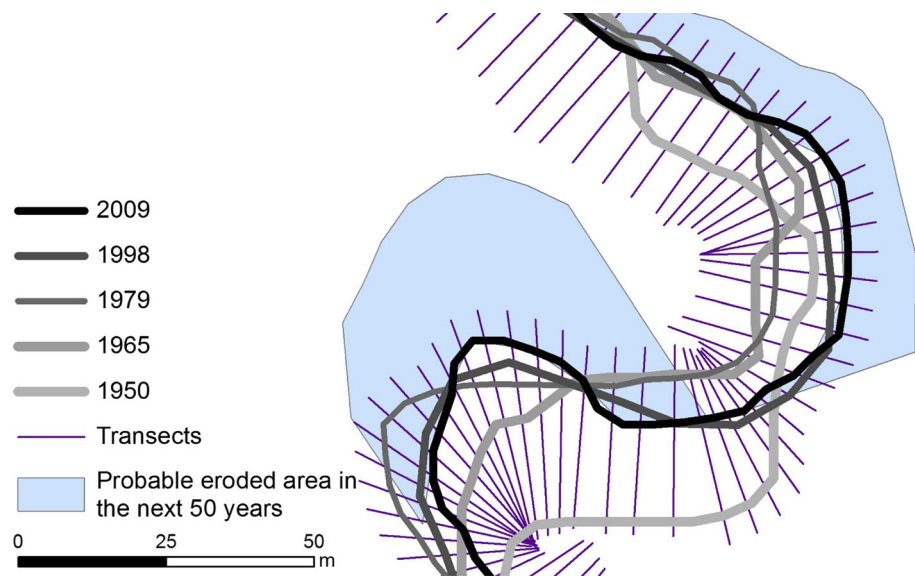 2009
1998
1979
1965
1950
Transects
Probable eroded area in
the next 50 years
0 25 50
m